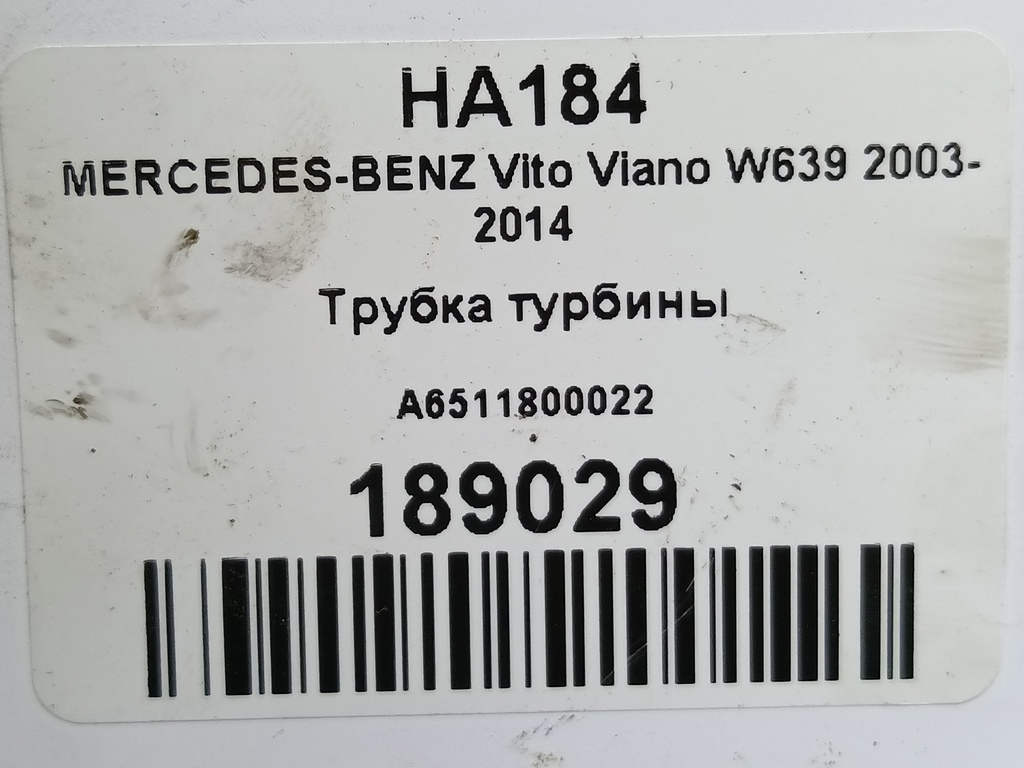 HA184
MERCEDES-BENZ Vito Viano W639 2003-
2014
Трубка турбины
A6511800022
189029